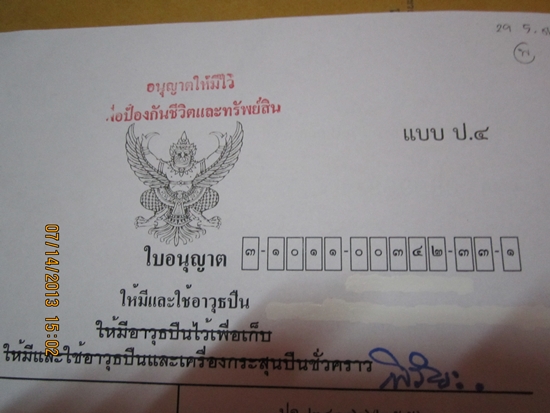 29 5.
พ.
อนุญาตให้มีไว้
เพื่อป้องกันชีวิตและทรัพย์สิน
แบบ ป.๔
ใบอนุญาต ๓-๑๐๑๑-๐๐๓๔๒-๓๓-๑
ให้มีและใช้อาวุธปืน
ให้มีอาวุธปืนไว้เพื่อเก็บ
ให้มีและใช้อาวุธปืนและเครื่องกระสุนปืนชั่วคราว
07/14/2013 15:02